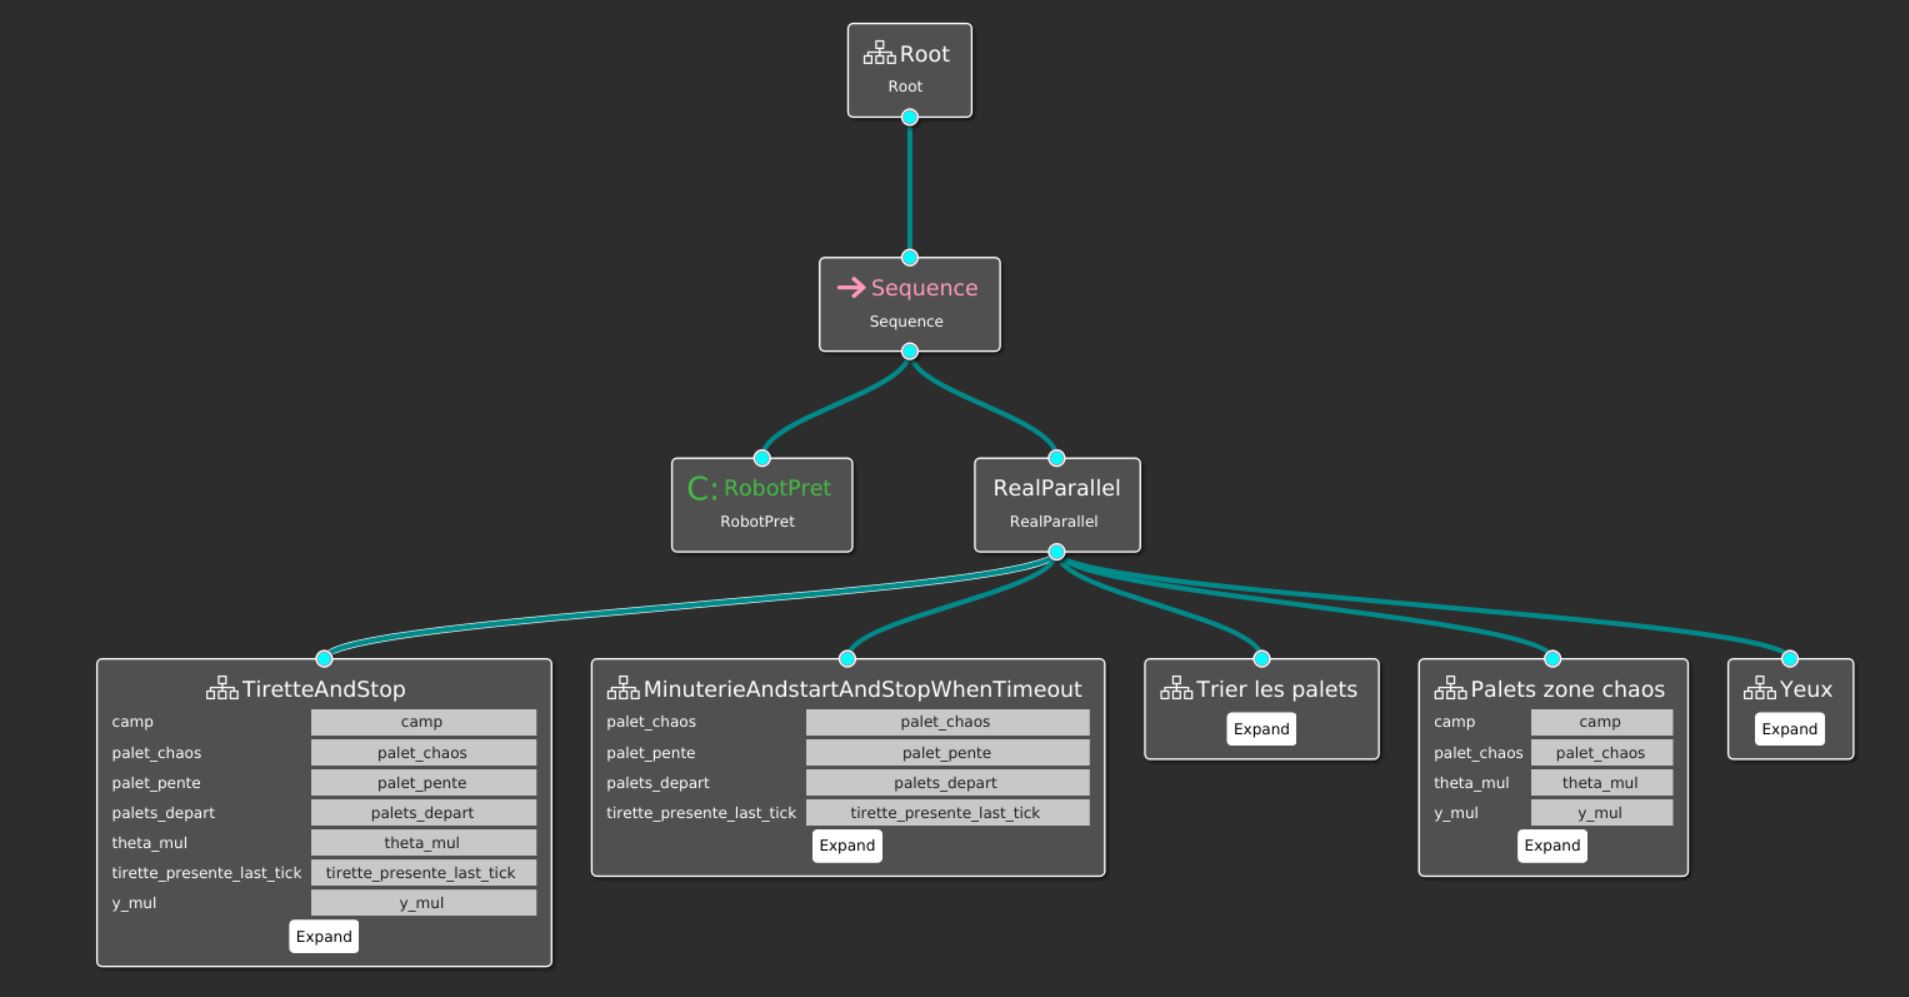 Root
Root
Sequence
Sequence
C: RobotPret
RobotPret
RealParallel
RealParallel
TiretteAndStop
camp camp
palet_chaos palet_chaos
palet_pente palet_pente
palets_depart palets_depart
theta_mul theta_mul
tirette_presente_last_tick tirette_presente_last_tick
y_mul y_mul
Expand
MinuterieAndstartAndStopWhenTimeout
palet_chaos palet_chaos
palet_pente palet_pente
palets_depart palets_depart
tirette_presente_last_tick tirette_presente_last_tick
Expand
Trier les palets
Expand
Palets zone chaos
camp camp
palet_chaos palet_chaos
theta_mul theta_mul
y_mul y_mul
Expand
Yeux
Expand